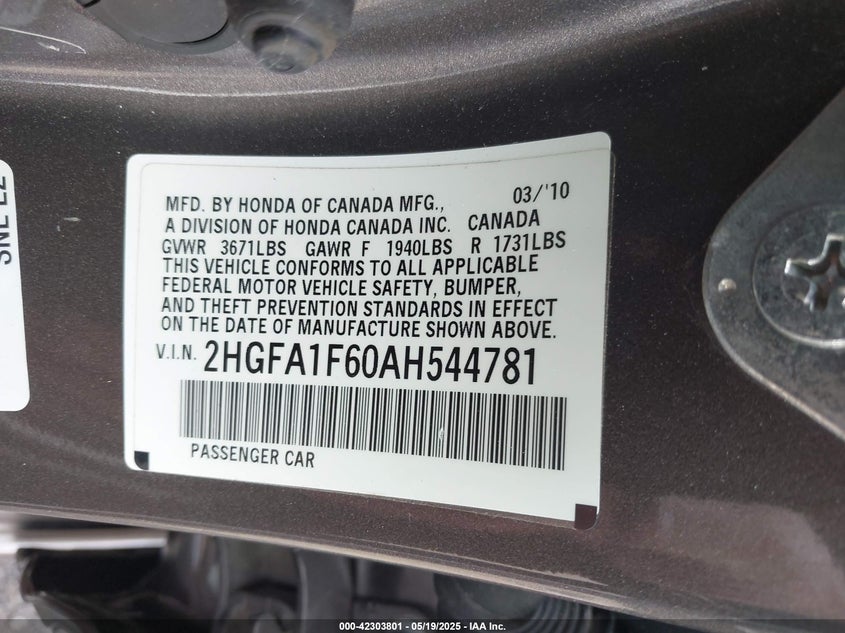 MFD. BY HONDA OF CANADA MFG., 03/'10
A DIVISION OF HONDA CANADA INC. CANADA
GVWR 3671LBS GAWR F 1940LBS R 1731LBS
THIS VEHICLE CONFORMS TO ALL APPLICABLE
FEDERAL MOTOR VEHICLE SAFETY, BUMPER,
AND THEFT PREVENTION STANDARDS IN EFFECT
ON THE DATE OF MANUFACTURE SHOWN ABOVE.
V.I.N. 2HGFA1F60AH544781
PASSENGER CAR
000-42303801 - 05/19/2025 - IAA Inc.